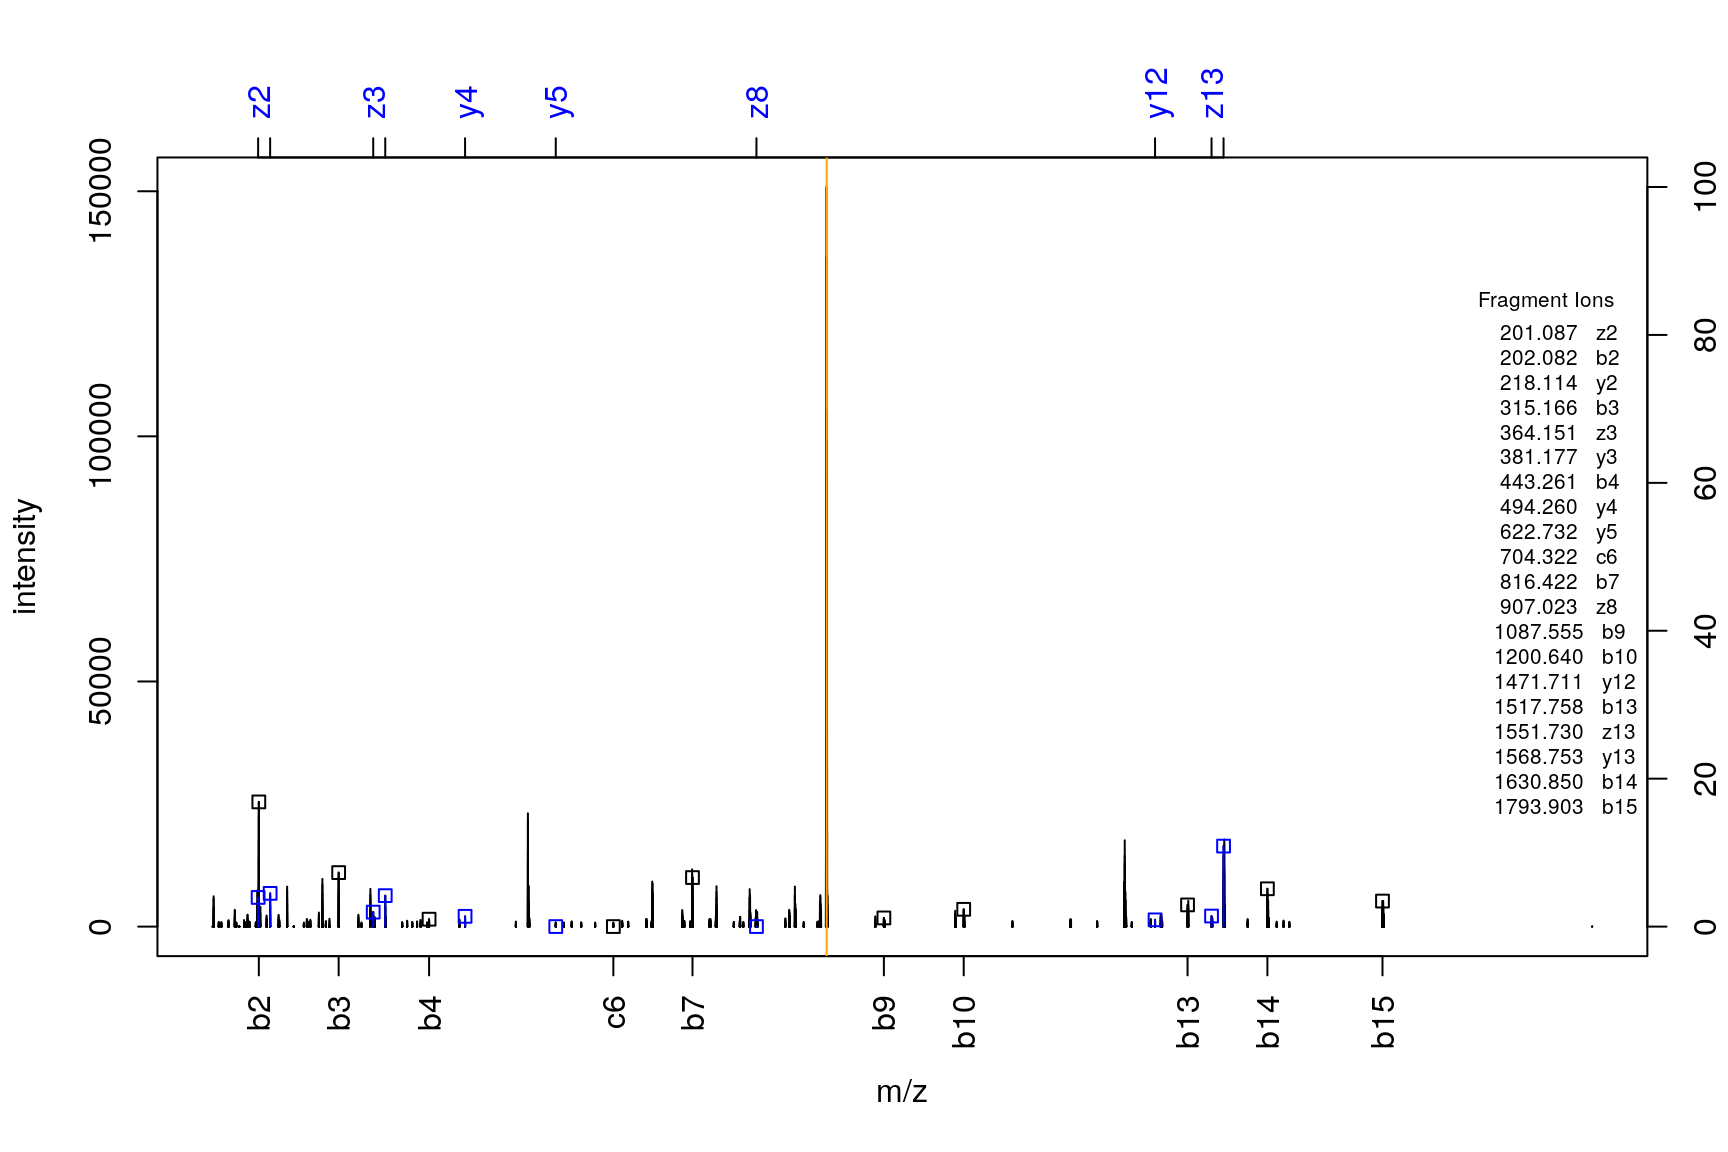 z2 z3 y4 y5 z8 y12 z13
150000
100000
50000
0
intensity
100
80
60
40
20
0
Fragment Ions
201.087 z2
202.082 b2
218.114 y2
315.166 b3
364.151 z3
381.177 y3
443.261 b4
494.260 y4
622.732 y5
704.322 c6
816.422 b7
907.023 z8
1087.555 b9
1200.640 b10
1471.711 y12
1517.758 b13
1551.730 z13
1568.753 y13
1630.850 b14
1793.903 b15
b2 b3 b4 c6 b7 b9 b10 b13 b14 b15
m/z